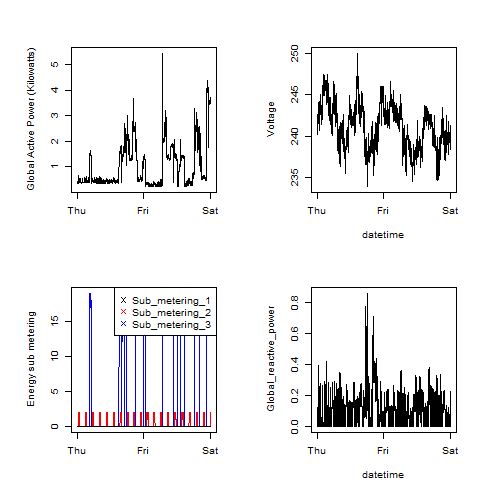 Global Active Power (Kilowatts)
1 2 3 4 5
Thu Fri Sat
Voltage
235 240 245 250
Thu Fri Sat
datetime
Energy sub metering
0 5 10 15
Sub_metering_1
Sub_metering_2
Sub_metering_3
Thu Fri Sat
Global_reactive_power
0.0 0.2 0.4 0.6 0.8
Thu Fri Sat
datetime